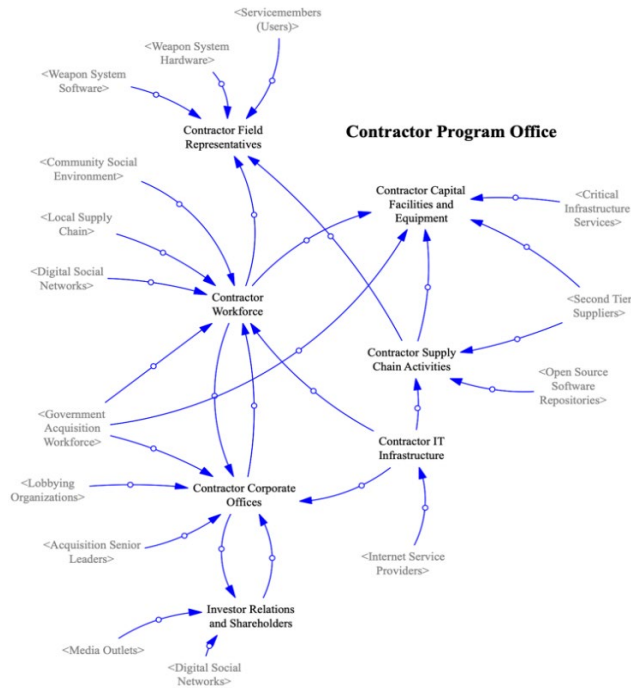 <Servicemembers
(Users)>
<Weapon System
Hardware>
<Weapon System
Software>
Contractor Field
Representatives
Contractor Program Office
<Community Social
Environment>
Contractor Capital
Facilities and
Equipment
<Critical
Infrastructure
Services>
<Local Supply
Chain>
<Digital Social
Networks>
Contractor
Workforce
<Second Tier
Suppliers>
Contractor Supply
Chain Activities
<Open Source
Software
Repositories>
<Government
Acquisition
Workforce>
Contractor IT
Infrastructure
<Lobbying
Organizations>
Contractor Corporate
Offices
<Acquisition Senior
Leaders>
<Internet Service
Providers>
Investor Relations
and Shareholders
<Media Outlets>
<Digital Social
Networks>